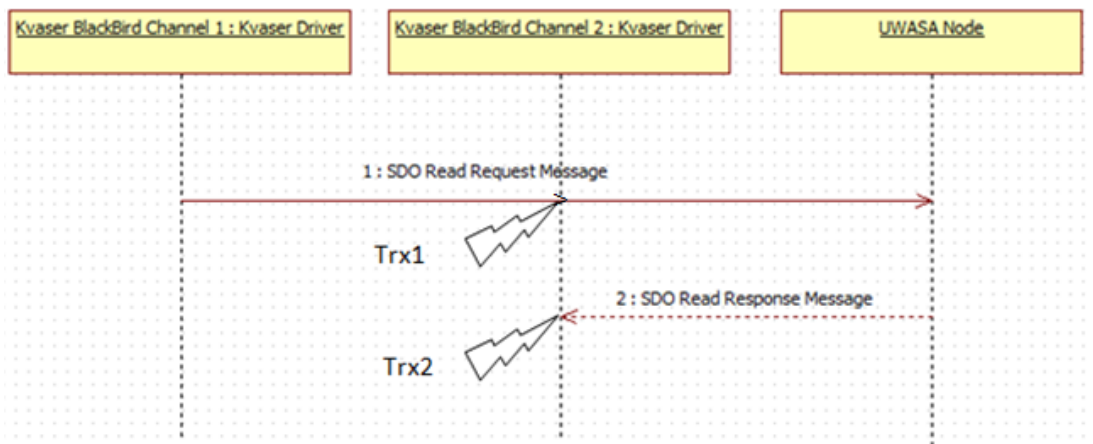 Kvaser BlackBird Channel 1 : Kvaser Driver
Kvaser BlackBird Channel 2 : Kvaser Driver
UWASA Node
1 : SDO Read Request Message
Trx1
2 : SDO Read Response Message
Trx2